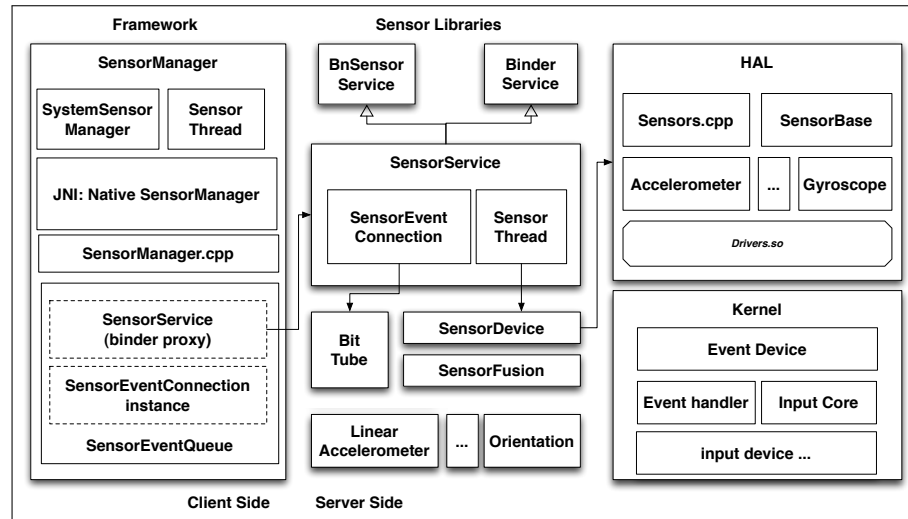 Framework
Sensor Libraries
SensorManager
SystemSensor
Manager
Sensor
Thread
JNI: Native SensorManager
SensorManager.cpp
SensorService
(binder proxy)
SensorEventConnection
instance
SensorEventQueue
BnSensor
Service
Binder
Service
SensorService
SensorEvent
Connection
Sensor
Thread
Bit
Tube
SensorDevice
SensorFusion
Linear
Accelerometer
...
Orientation
HAL
Sensors.cpp
SensorBase
Accelerometer
...
Gyroscope
Drivers.so
Kernel
Event Device
Event handler
Input Core
input device ...
Client Side
Server Side